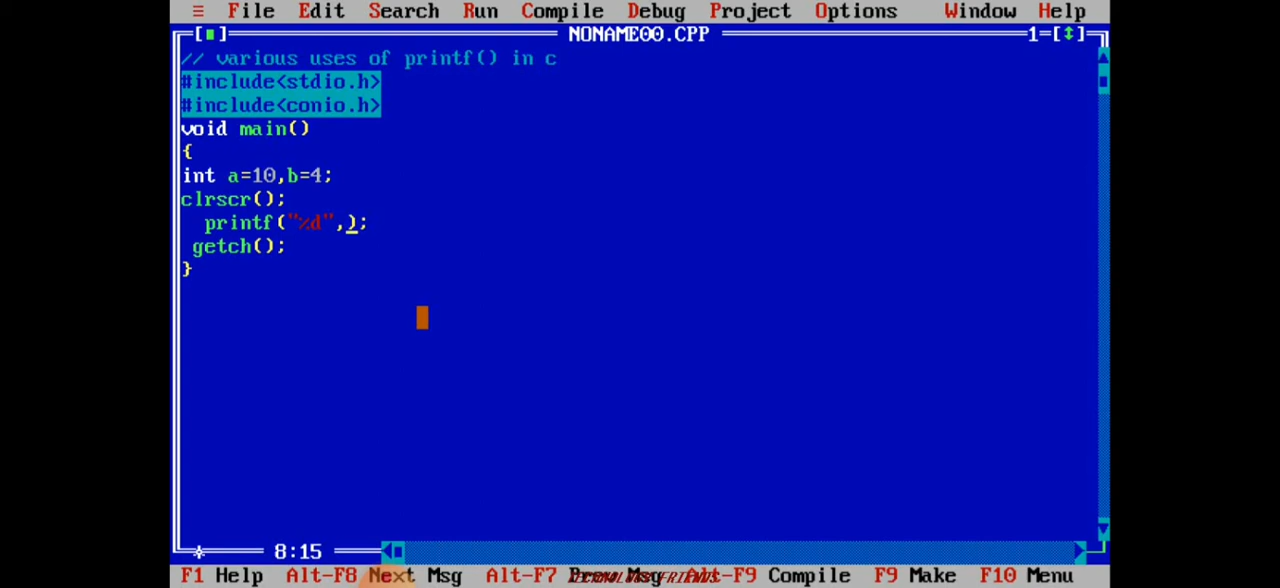 ≡ File Edit Search Run Compile Debug Project Options Window Help
[■] NONAME00.CPP 1=[↕]
// various uses of printf() in c
#include<stdio.h>
#include<conio.h>
void main()
{
int a=10,b=4;
clrscr();
printf("%d",);
getch();
}
8:15
F1 Help Alt-F8 Next Msg Alt-F7 Prev Msg Alt-F9 Compile F9 Make F10 Menu